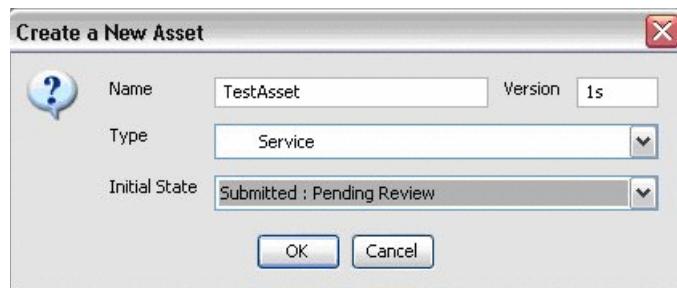 Create a New Asset
Name TestAsset Version 1s
Type Service
Initial State Submitted : Pending Review
OK Cancel